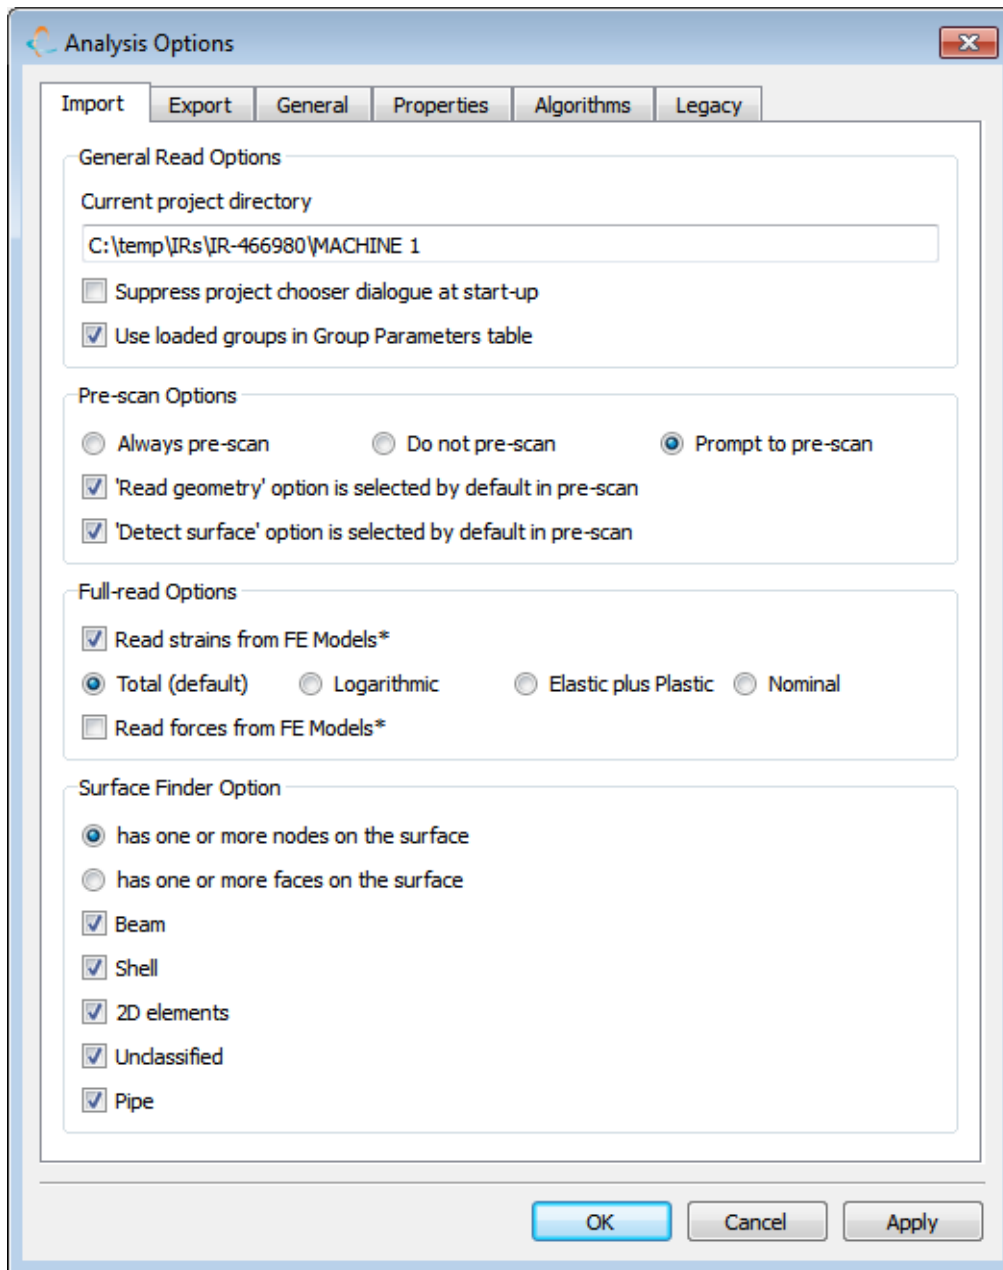 Analysis Options
Import Export General Properties Algorithms Legacy
General Read Options
Current project directory
C:\temp\IRs\IR-466980\MACHINE 1
Suppress project chooser dialogue at start-up
Use loaded groups in Group Parameters table
Pre-scan Options
Always pre-scan Do not pre-scan Prompt to pre-scan
'Read geometry' option is selected by default in pre-scan
'Detect surface' option is selected by default in pre-scan
Full-read Options
Read strains from FE Models*
Total (default) Logarithmic Elastic plus Plastic Nominal
Read forces from FE Models*
Surface Finder Option
has one or more nodes on the surface
has one or more faces on the surface
Beam
Shell
2D elements
Unclassified
Pipe
OK Cancel Apply